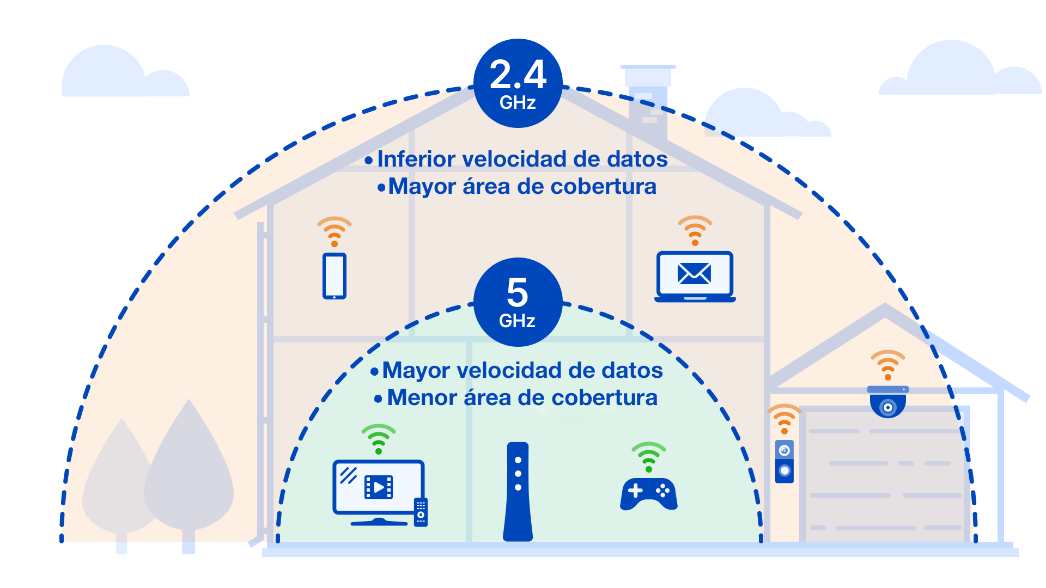 2.4
GHz
• Inferior velocidad de datos
• Mayor área de cobertura
5
GHz
• Mayor velocidad de datos
• Menor área de cobertura